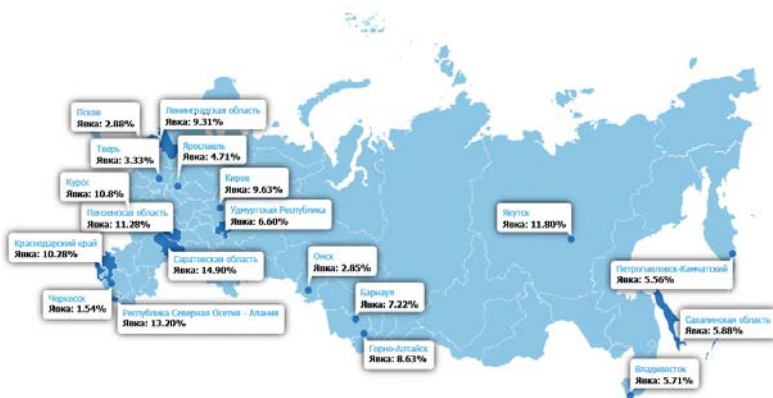 Псков
Явка: 2.88%
Ленинградская область
Явка: 9.31%
Тверь
Явка: 3.33%
Ярославль
Явка: 4.71%
Курск
Явка: 10.8%
Киров
Явка: 9.63%
Пензенская область
Явка: 11.28%
Удмуртская Республика
Явка: 6.60%
Якутск
Явка: 11.80%
Краснодарский край
Явка: 10.28%
Саратовская область
Явка: 14.90%
Омск
Явка: 2.85%
Петропавловск-Камчатский
Явка: 5.56%
Черкесск
Явка: 1.54%
Республика Северная Осетия - Алания
Явка: 13.20%
Барнаул
Явка: 7.22%
Сахалинская область
Явка: 5.88%
Горно-Алтайск
Явка: 8.63%
Владивосток
Явка: 5.71%